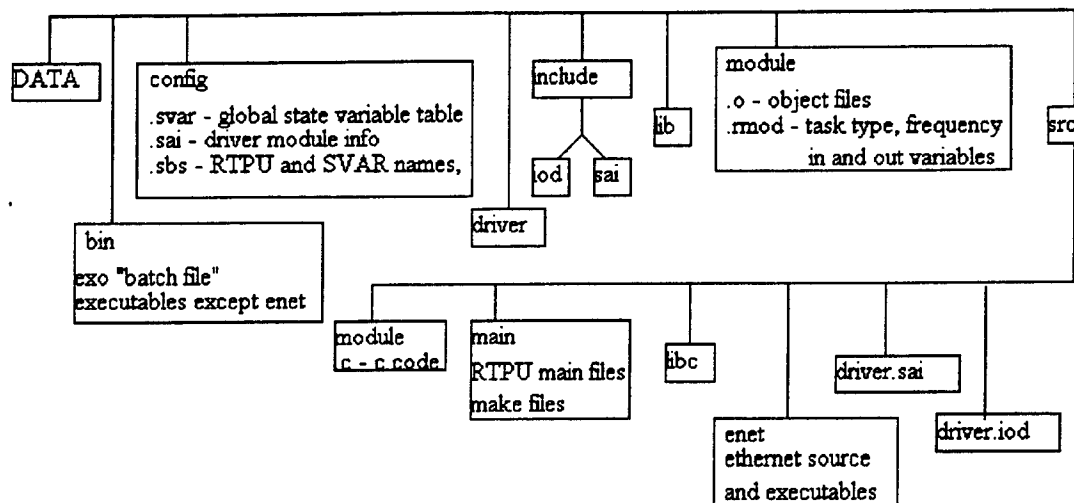 DATA
config
.svar - global state variable table
.sai - driver module info
.sbs - RTPU and SVAR names,
include
iod
sai
lib
module
.o - object files
.rmod - task type, frequency
in and out variables
src
driver
bin
exo "batch file"
executables except enet
module
.c - c code
main
RTPU main files
make files
libc
driver.sai
driver.iod
enet
ethernet source
and executables